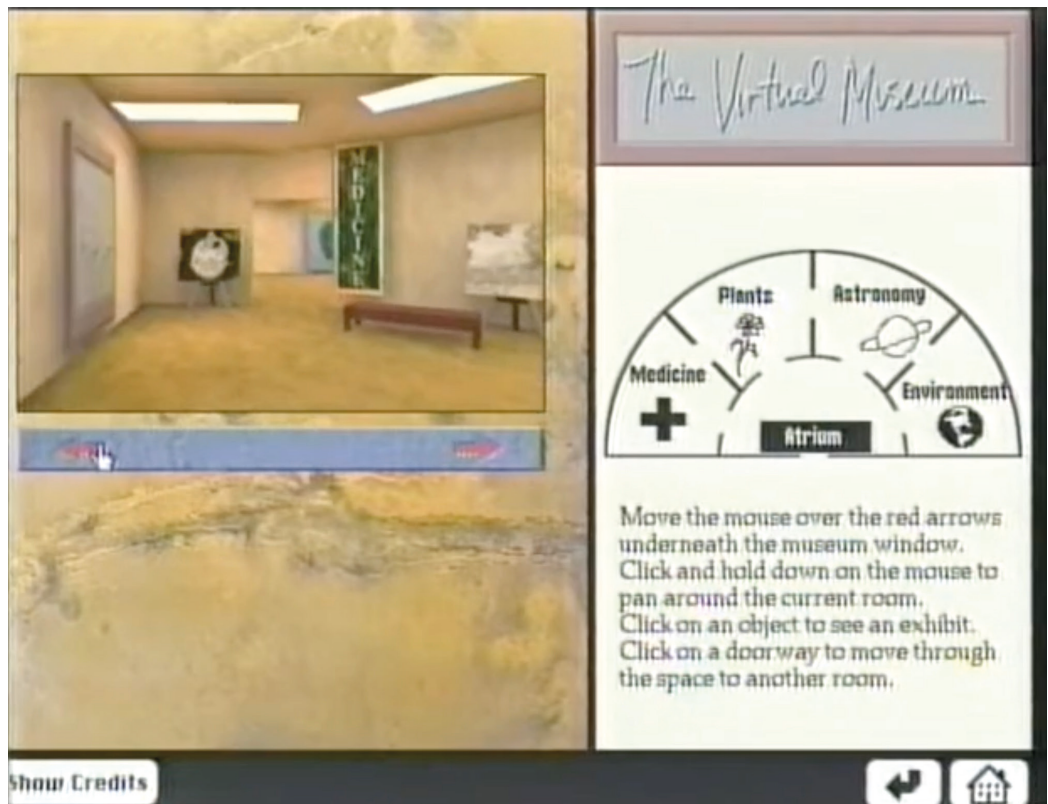 MEDICINE
The Virtual Museum
Plants
Astronomy
Medicine
Environment
Atrium
Move the mouse over the red arrows
underneath the museum window.
Click and hold down on the mouse to
pan around the current room.
Click on an object to see an exhibit.
Click on a doorway to move through
the space to another room.
Show Credits